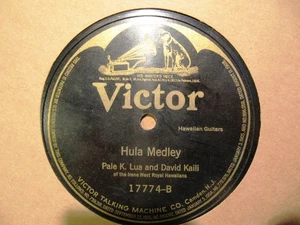 "HIS MASTER'S VOICE"
Victor
Hawaiian Guitars
Hula Medley
Pale K. Lua and David Kaili
of the Irene West Royal Hawaiians
17774-B
VICTOR TALKING MACHINE CO. Camden N.J.